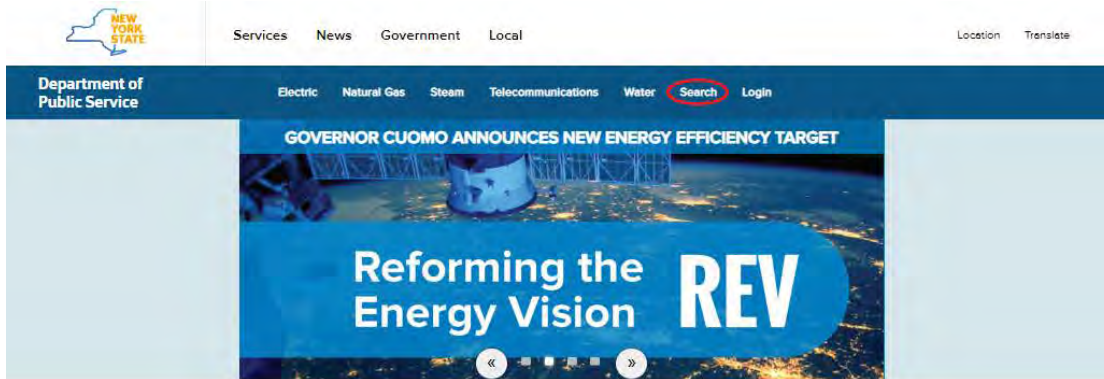 NEW
YORK
STATE
Services News Government Local
Location Translate
Department of
Public Service
Electric Natural Gas Steam Telecommunications Water Search Login
GOVERNOR CUOMO ANNOUNCES NEW ENERGY EFFICIENCY TARGET
Reforming the
Energy Vision
REV
« »